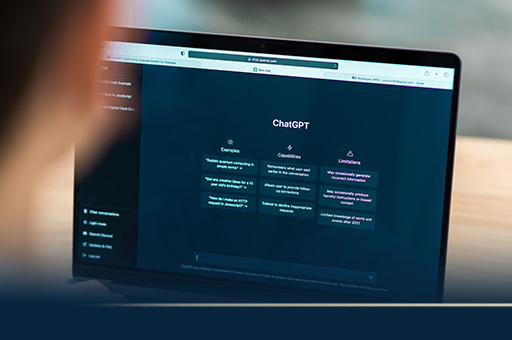 chat.openai.com
New chat
ChatGPT
Examples
Capabilities
Limitations
"Explain quantum computing in simple terms" →
Remembers what user said earlier in the conversation
May occasionally generate incorrect information
"Got any creative ideas for a 10 year old's birthday?" →
Allows user to provide follow-up corrections
May occasionally produce harmful instructions or biased content
"How do I make an HTTP request in Javascript?" →
Trained to decline inappropriate requests
Limited knowledge of world and events after 2021
Clear conversations
Light mode
OpenAI Discord
Updates & FAQ
Log out